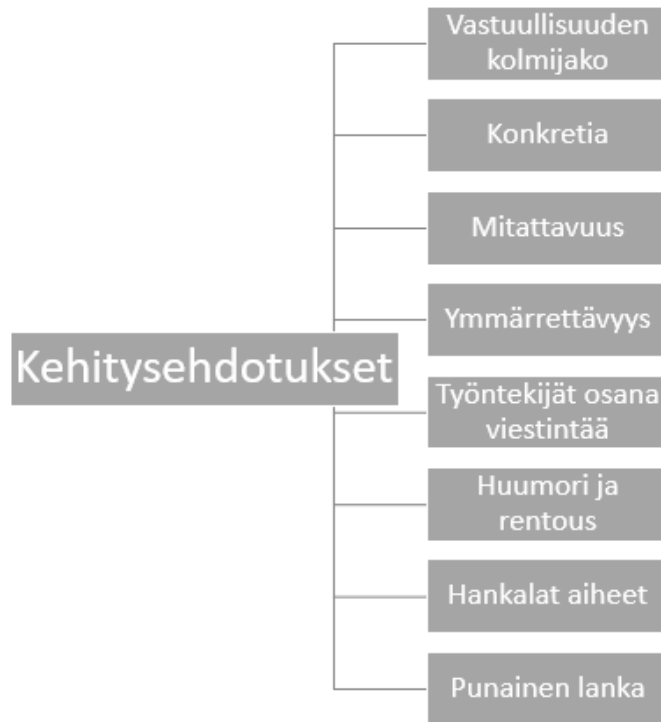 Kehitysehdotukset
Vastuullisuuden
kolmijako
Konkretia
Mitattavuus
Ymmärrettävyys
Työntekijät osana
viestintää
Huumori ja
rentous
Hankalat aiheet
Punainen lanka